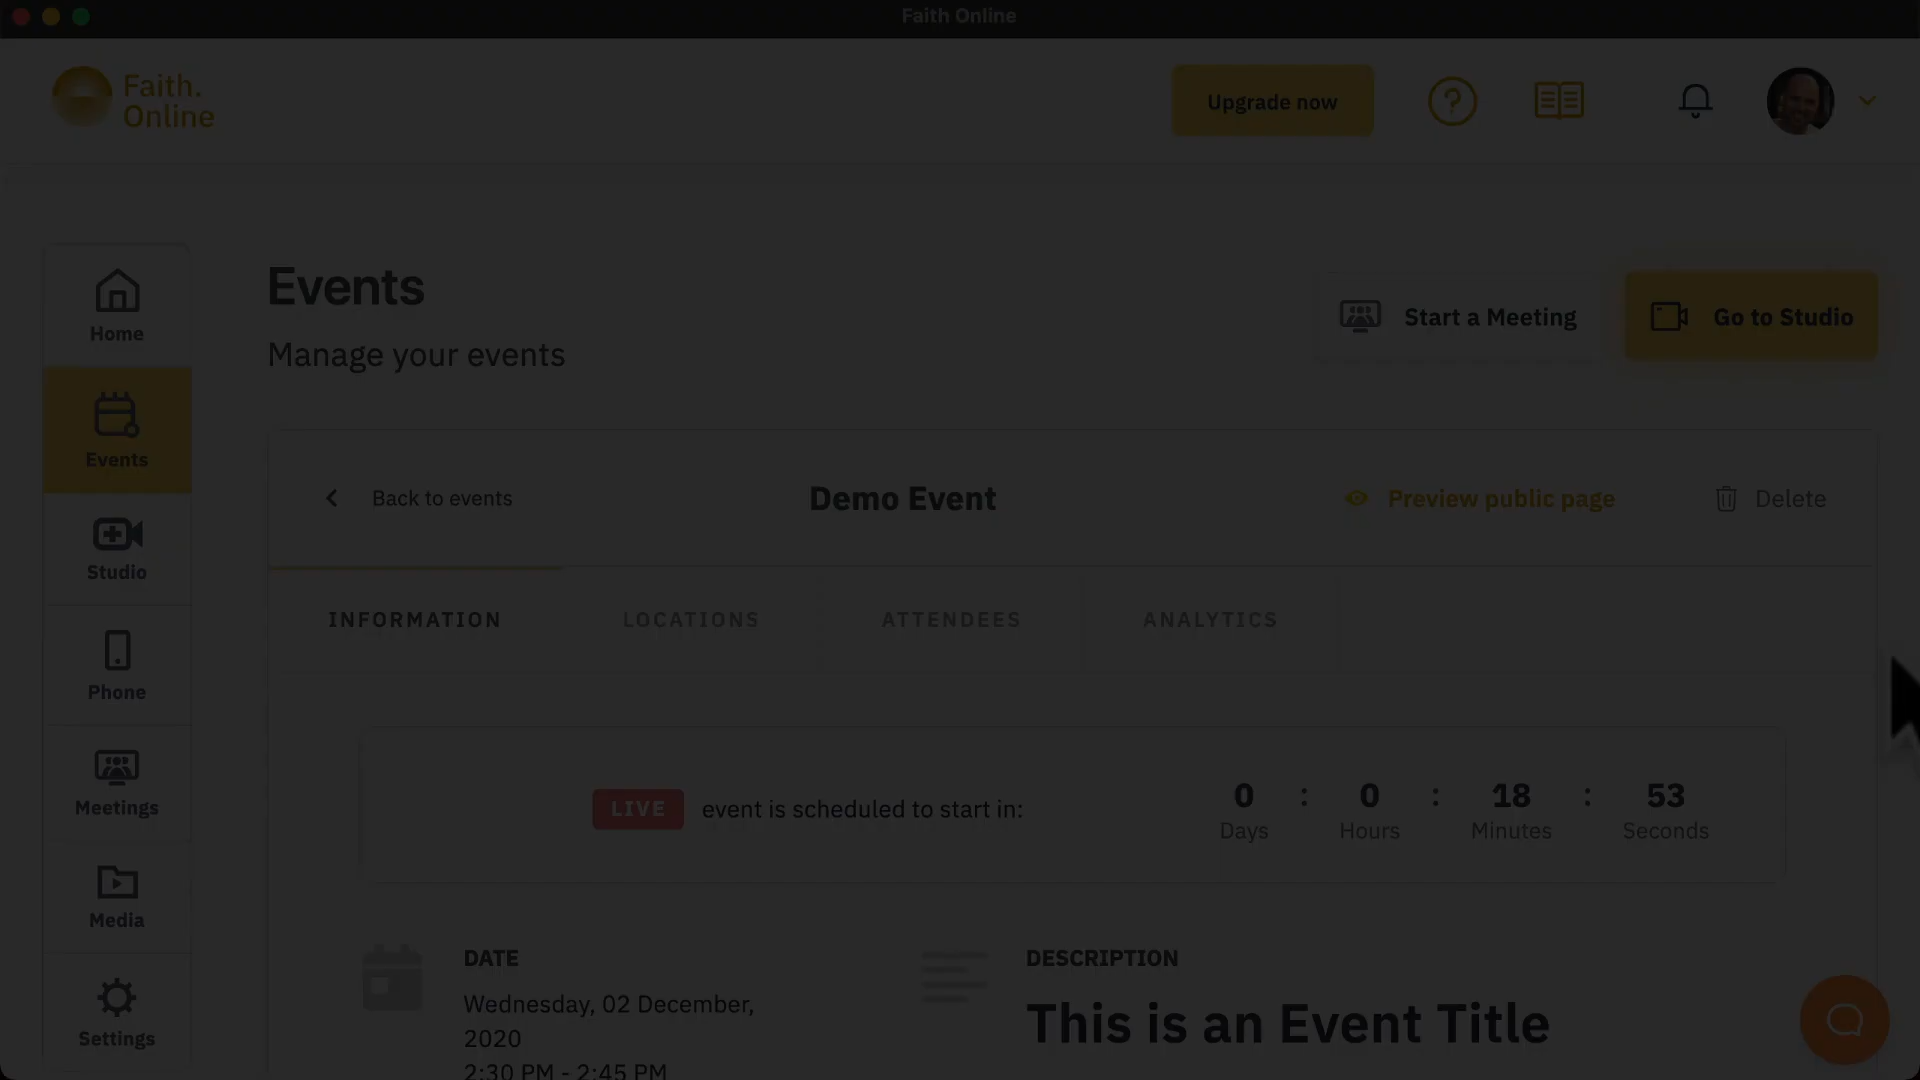 Faith Online
Faith.
Online
Upgrade now
Home
Events
Studio
Phone
Meetings
Media
Settings
Events
Manage your events
Start a Meeting
Go to Studio
Back to events
Demo Event
Preview public page
Delete
INFORMATION
LOCATIONS
ATTENDEES
ANALYTICS
LIVE event is scheduled to start in:
0 : 0 : 18 : 53
Days Hours Minutes Seconds
DATE
Wednesday, 02 December,
2020
2:30 PM - 2:45 PM
DESCRIPTION
This is an Event Title